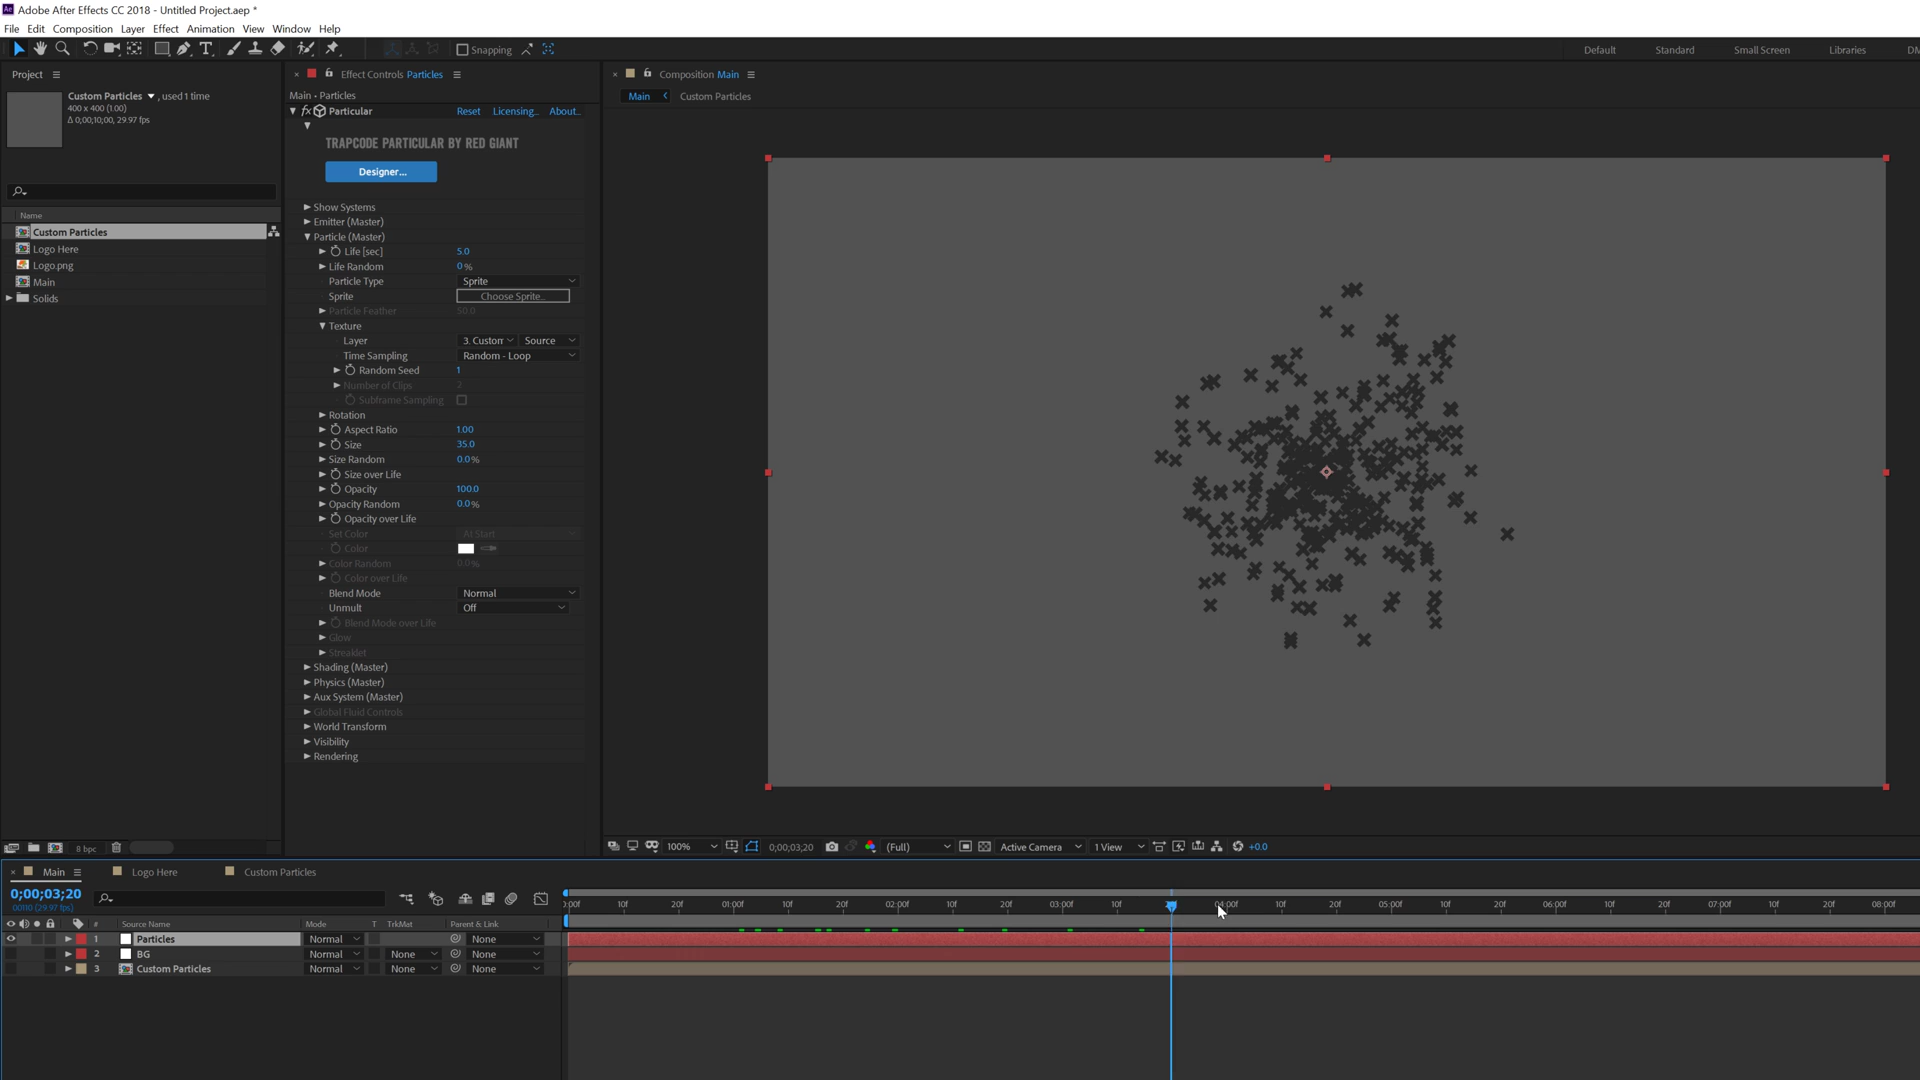 Adobe After Effects CC 2018 - Untitled Project.aep *
File Edit Composition Layer Effect Animation View Window Help
Snapping Default Standard Small Screen Libraries DM
Project
Custom Particles , used 1 time
400 x 400 (1.00)
Δ 0;00;10;00, 29.97 fps
Name
Custom Particles
Logo Here
Logo.png
Main
Solids
8 bpc
Effect Controls Particles
Main • Particles
fx Particular Reset Licensing... About...
TRAPCODE PARTICULAR BY RED GIANT
Designer...
Show Systems
Emitter (Master)
Particle (Master)
Life [sec] 5.0
Life Random 0%
Particle Type Sprite
Sprite Choose Sprite...
Particle Feather 50.0
Texture
Layer 3. Custom Source
Time Sampling Random - Loop
Random Seed 1
Number of Clips 2
Subframe Sampling
Rotation
Aspect Ratio 1.00
Size 35.0
Size Random 0.0%
Size over Life
Opacity 100.0
Opacity Random 0.0%
Opacity over Life
Set Color At Start
Color
Color Random 0.0%
Color over Life
Blend Mode Normal
Unmult Off
Blend Mode over Life
Glow
Streaklet
Shading (Master)
Physics (Master)
Aux System (Master)
Global Fluid Controls
World Transform
Visibility
Rendering
Composition Main
Main Custom Particles
100% 0;00;03;20 (Full) Active Camera 1 View +0.0
Main Logo Here Custom Particles
0;00;03;20
00110 (29.97 fps)
0:00f 10f 20f 01:00f 10f 20f 02:00f 10f 20f 03:00f 10f 04:00f 10f 20f 05:00f 10f 20f 06:00f 10f 20f 07:00f 10f 20f 08:00f
# Source Name Mode T TrkMat Parent & Link
1 Particles Normal None
2 BG Normal None None
3 Custom Particles Normal None None